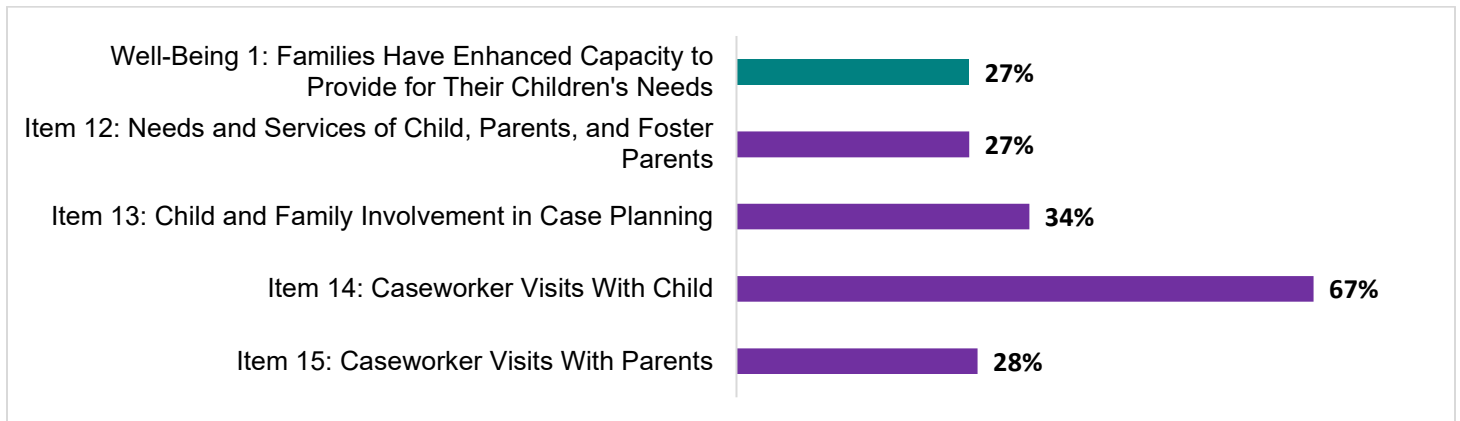 Well-Being 1: Families Have Enhanced Capacity to
Provide for Their Children's Needs
27%
Item 12: Needs and Services of Child, Parents, and Foster
Parents
27%
Item 13: Child and Family Involvement in Case Planning
34%
Item 14: Caseworker Visits With Child
67%
Item 15: Caseworker Visits With Parents
28%